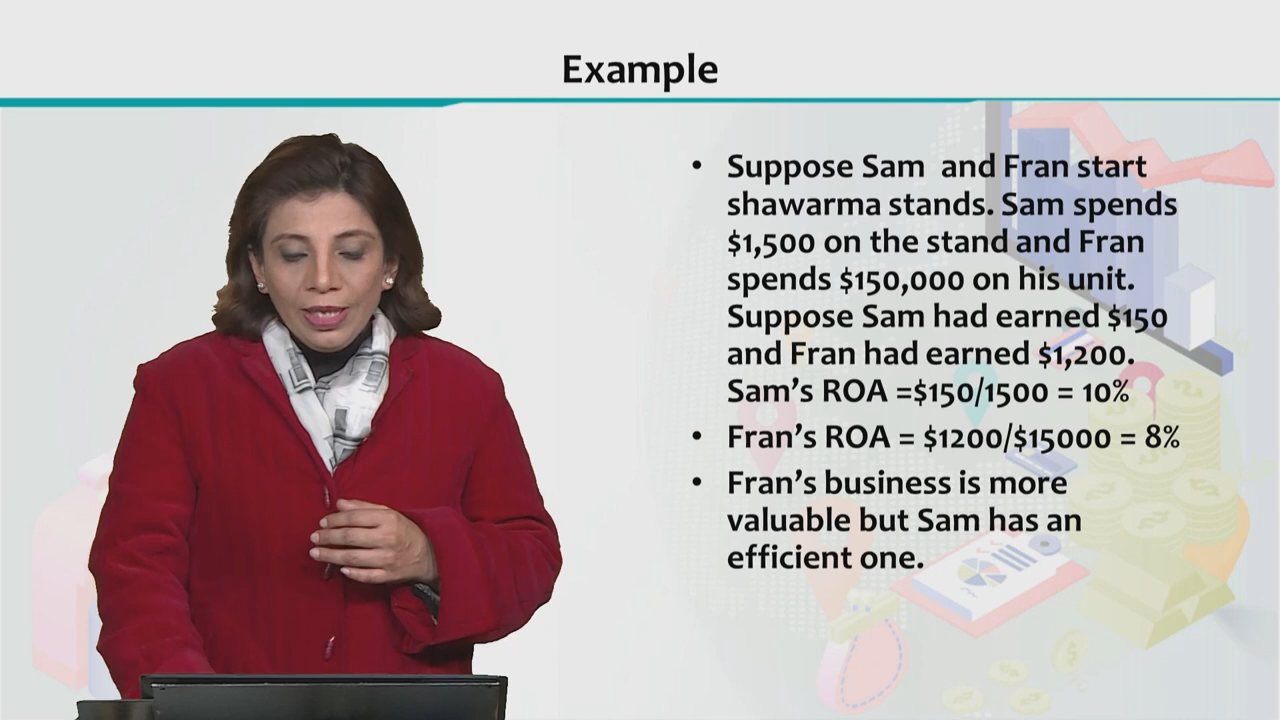 Example
• Suppose Sam and Fran start
shawarma stands. Sam spends
$1,500 on the stand and Fran
spends $150,000 on his unit.
Suppose Sam had earned $150
and Fran had earned $1,200.
Sam’s ROA =$150/1500 = 10%
• Fran’s ROA = $1200/$15000 = 8%
• Fran’s business is more
valuable but Sam has an
efficient one.